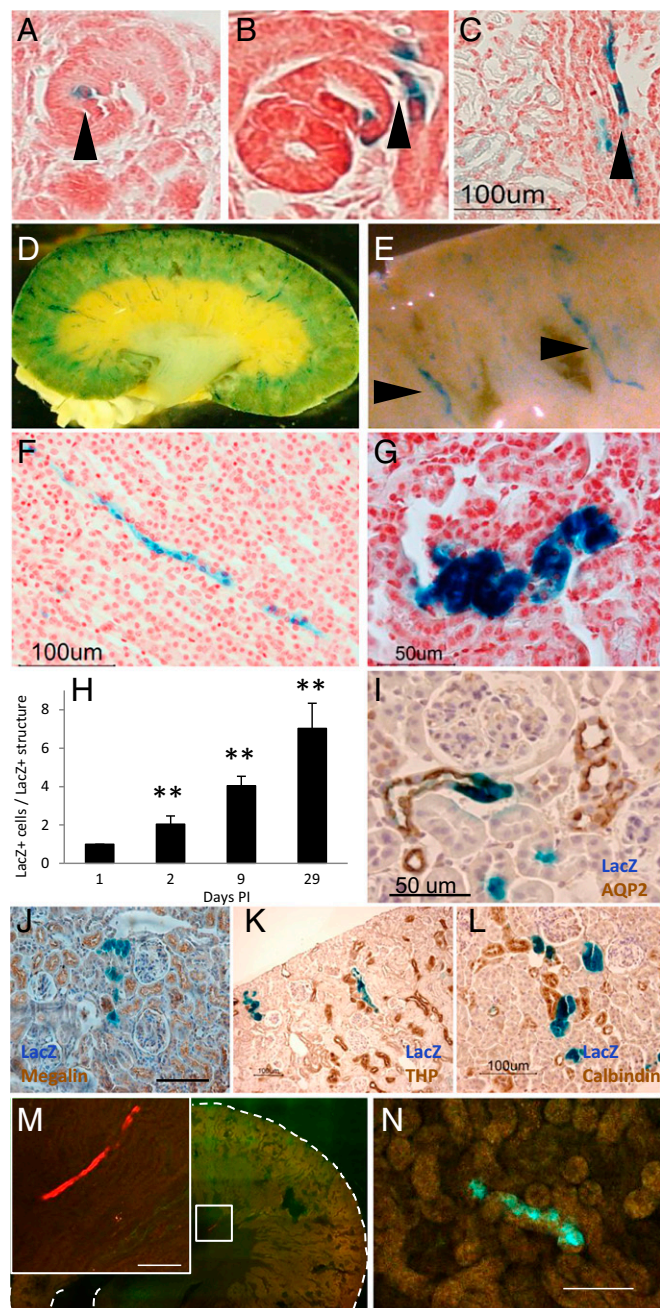 A
B
C
100um
D
E
F
100um
G
50um
H
LacZ+ cells / LacZ+ structure
8
6
4
2
0
**
**
**
1 2 9 29
Days PI
I
50 um
LacZ
AQP2
J
LacZ
Megalin
K
100um
LacZ
THP
L
100um
LacZ
Calbindin
M
N